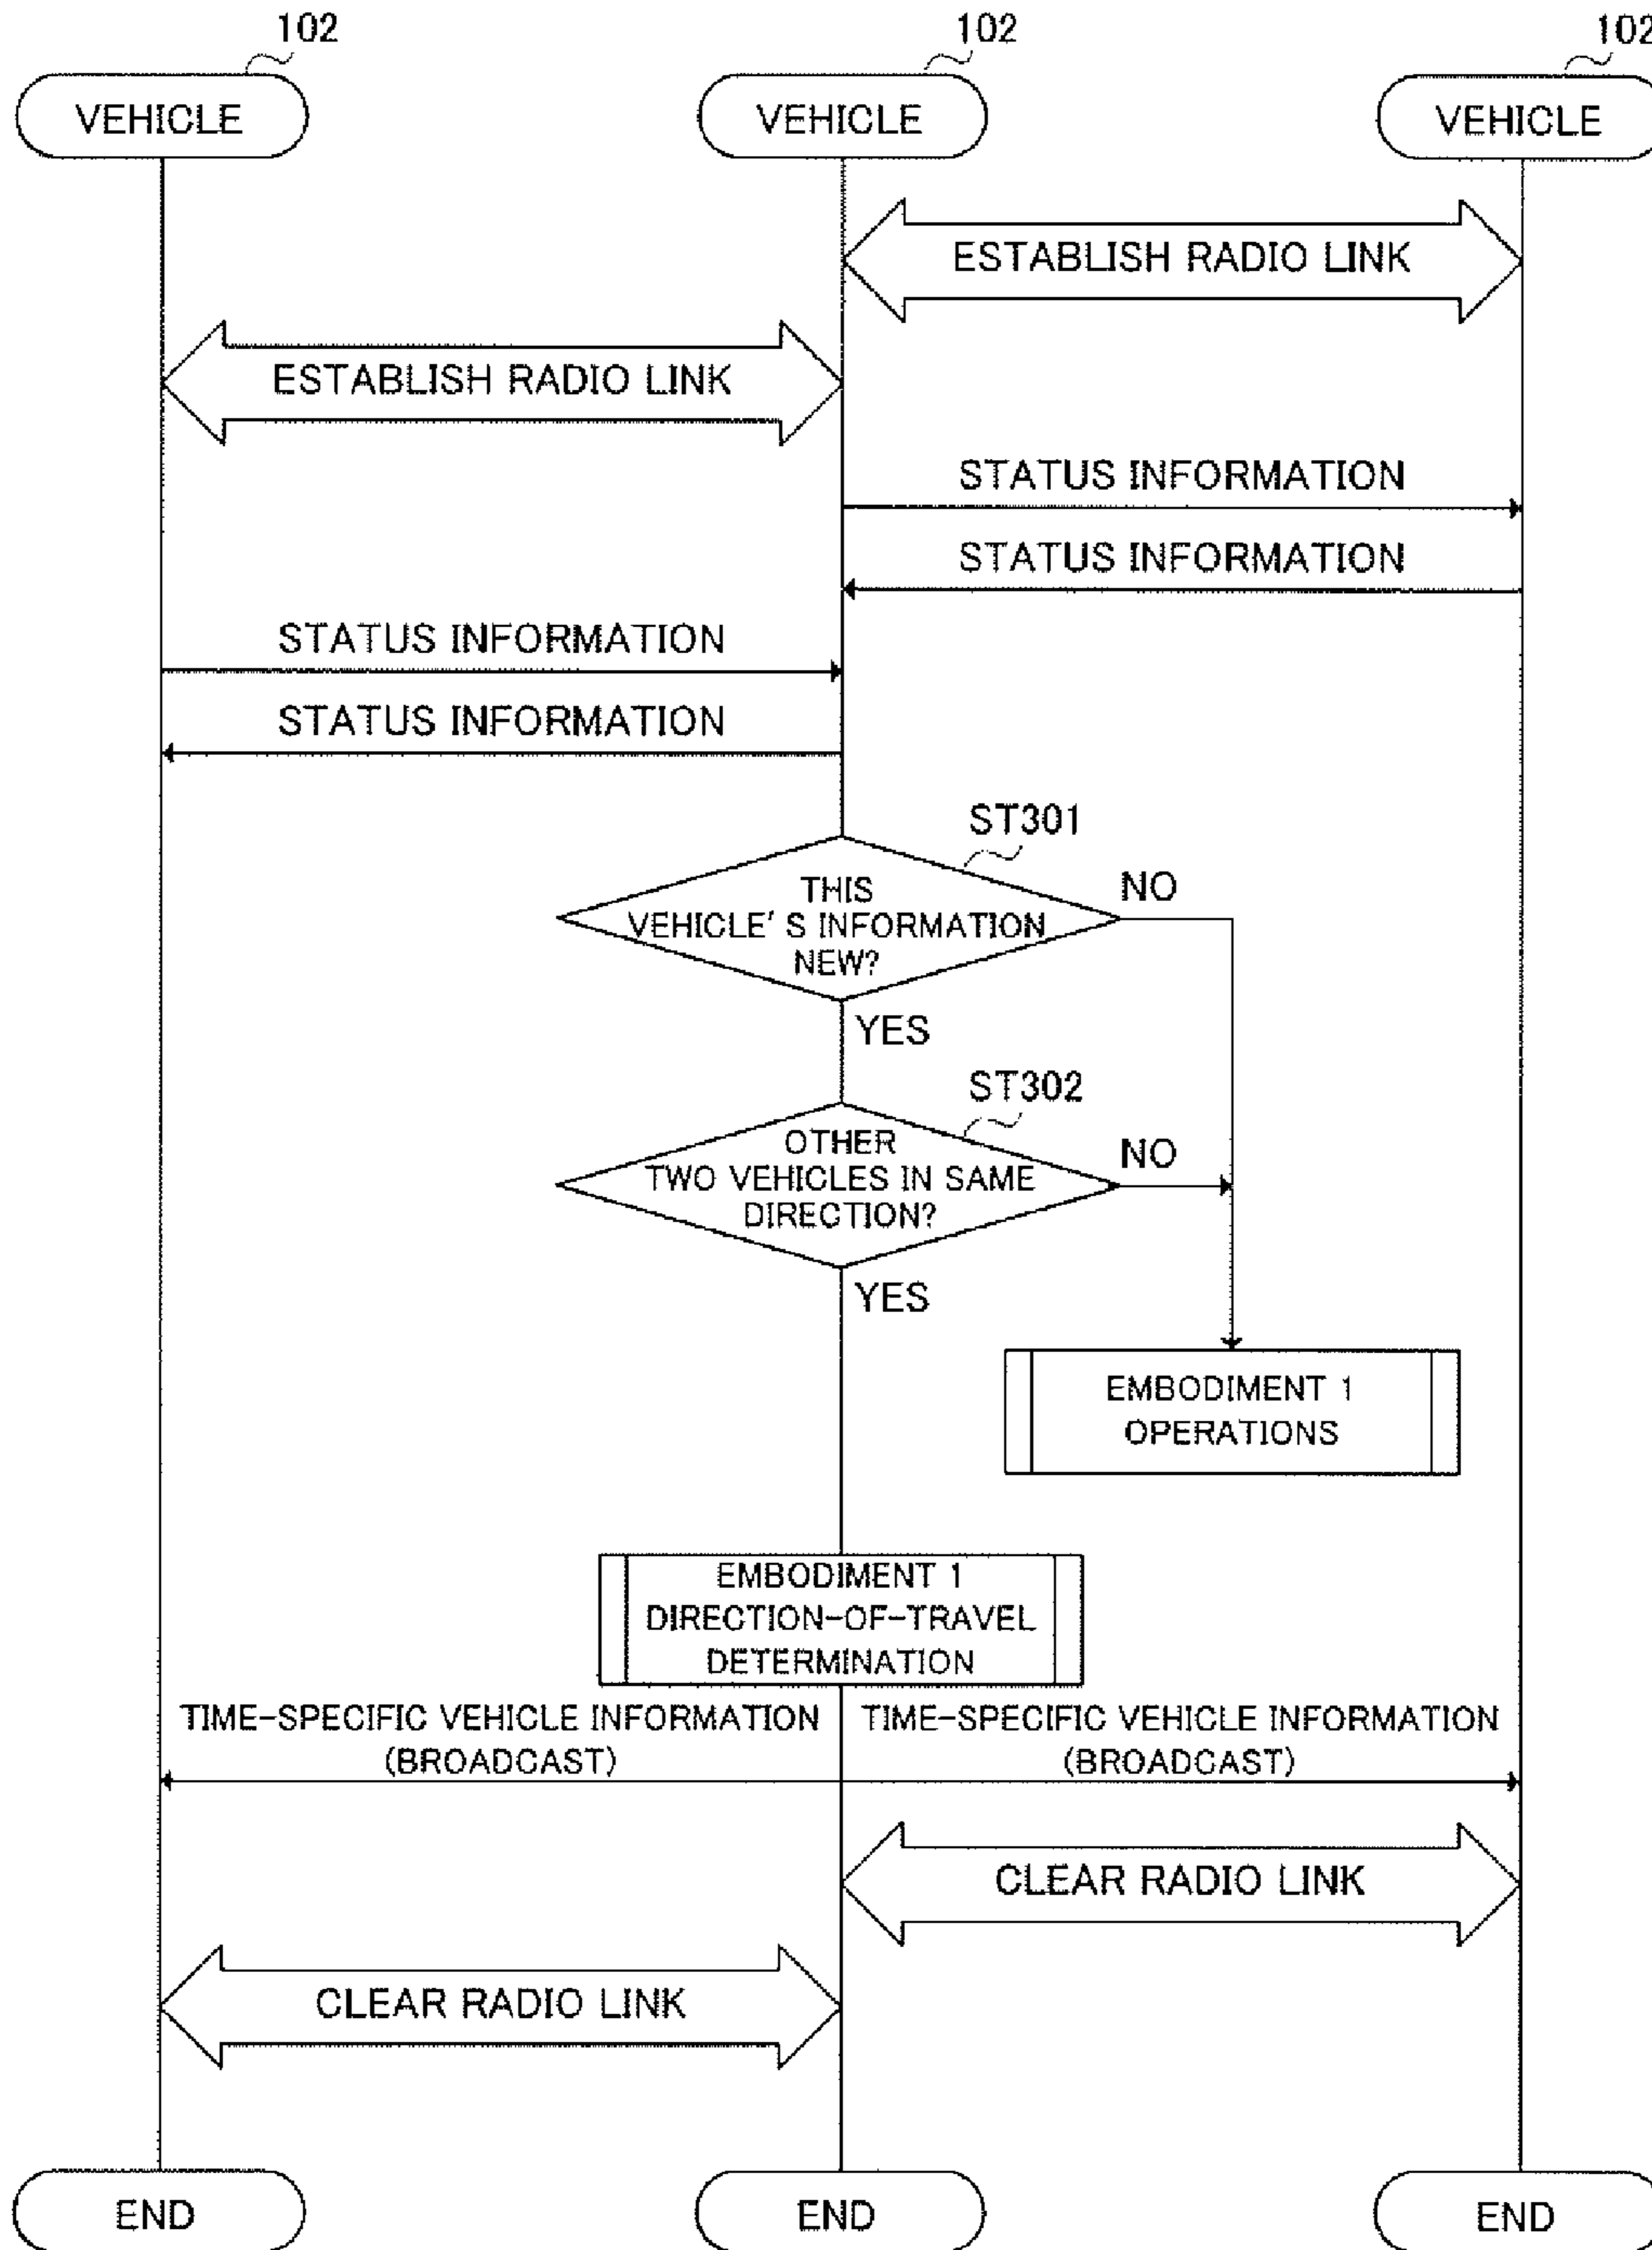 102
102
102
VEHICLE
VEHICLE
VEHICLE
ESTABLISH RADIO LINK
ESTABLISH RADIO LINK
STATUS INFORMATION
STATUS INFORMATION
STATUS INFORMATION
STATUS INFORMATION
ST301
THIS
VEHICLE'S INFORMATION
NEW?
NO
YES
ST302
OTHER
TWO VEHICLES IN SAME
DIRECTION?
NO
YES
EMBODIMENT 1
OPERATIONS
EMBODIMENT 1
DIRECTION-OF-TRAVEL
DETERMINATION
TIME-SPECIFIC VEHICLE INFORMATION
(BROADCAST)
TIME-SPECIFIC VEHICLE INFORMATION
(BROADCAST)
CLEAR RADIO LINK
CLEAR RADIO LINK
END
END
END